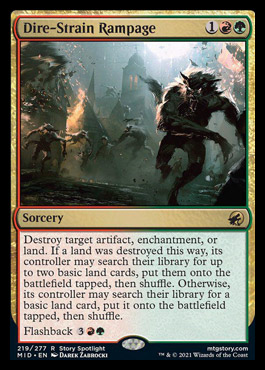 Dire-Strain Rampage 1
Sorcery
Destroy target artifact, enchantment, or
land. If a land was destroyed this way, its
controller may search their library for up
to two basic land cards, put them onto the
battlefield tapped, then shuffle. Otherwise,
its controller may search their library for a
basic land card, put it onto the battlefield
tapped, then shuffle.
Flashback 3
219/277 R Story Spotlight mtgstory.com
MID • EN DAREK ZABROCKI ™ & © 2021 Wizards of the Coast